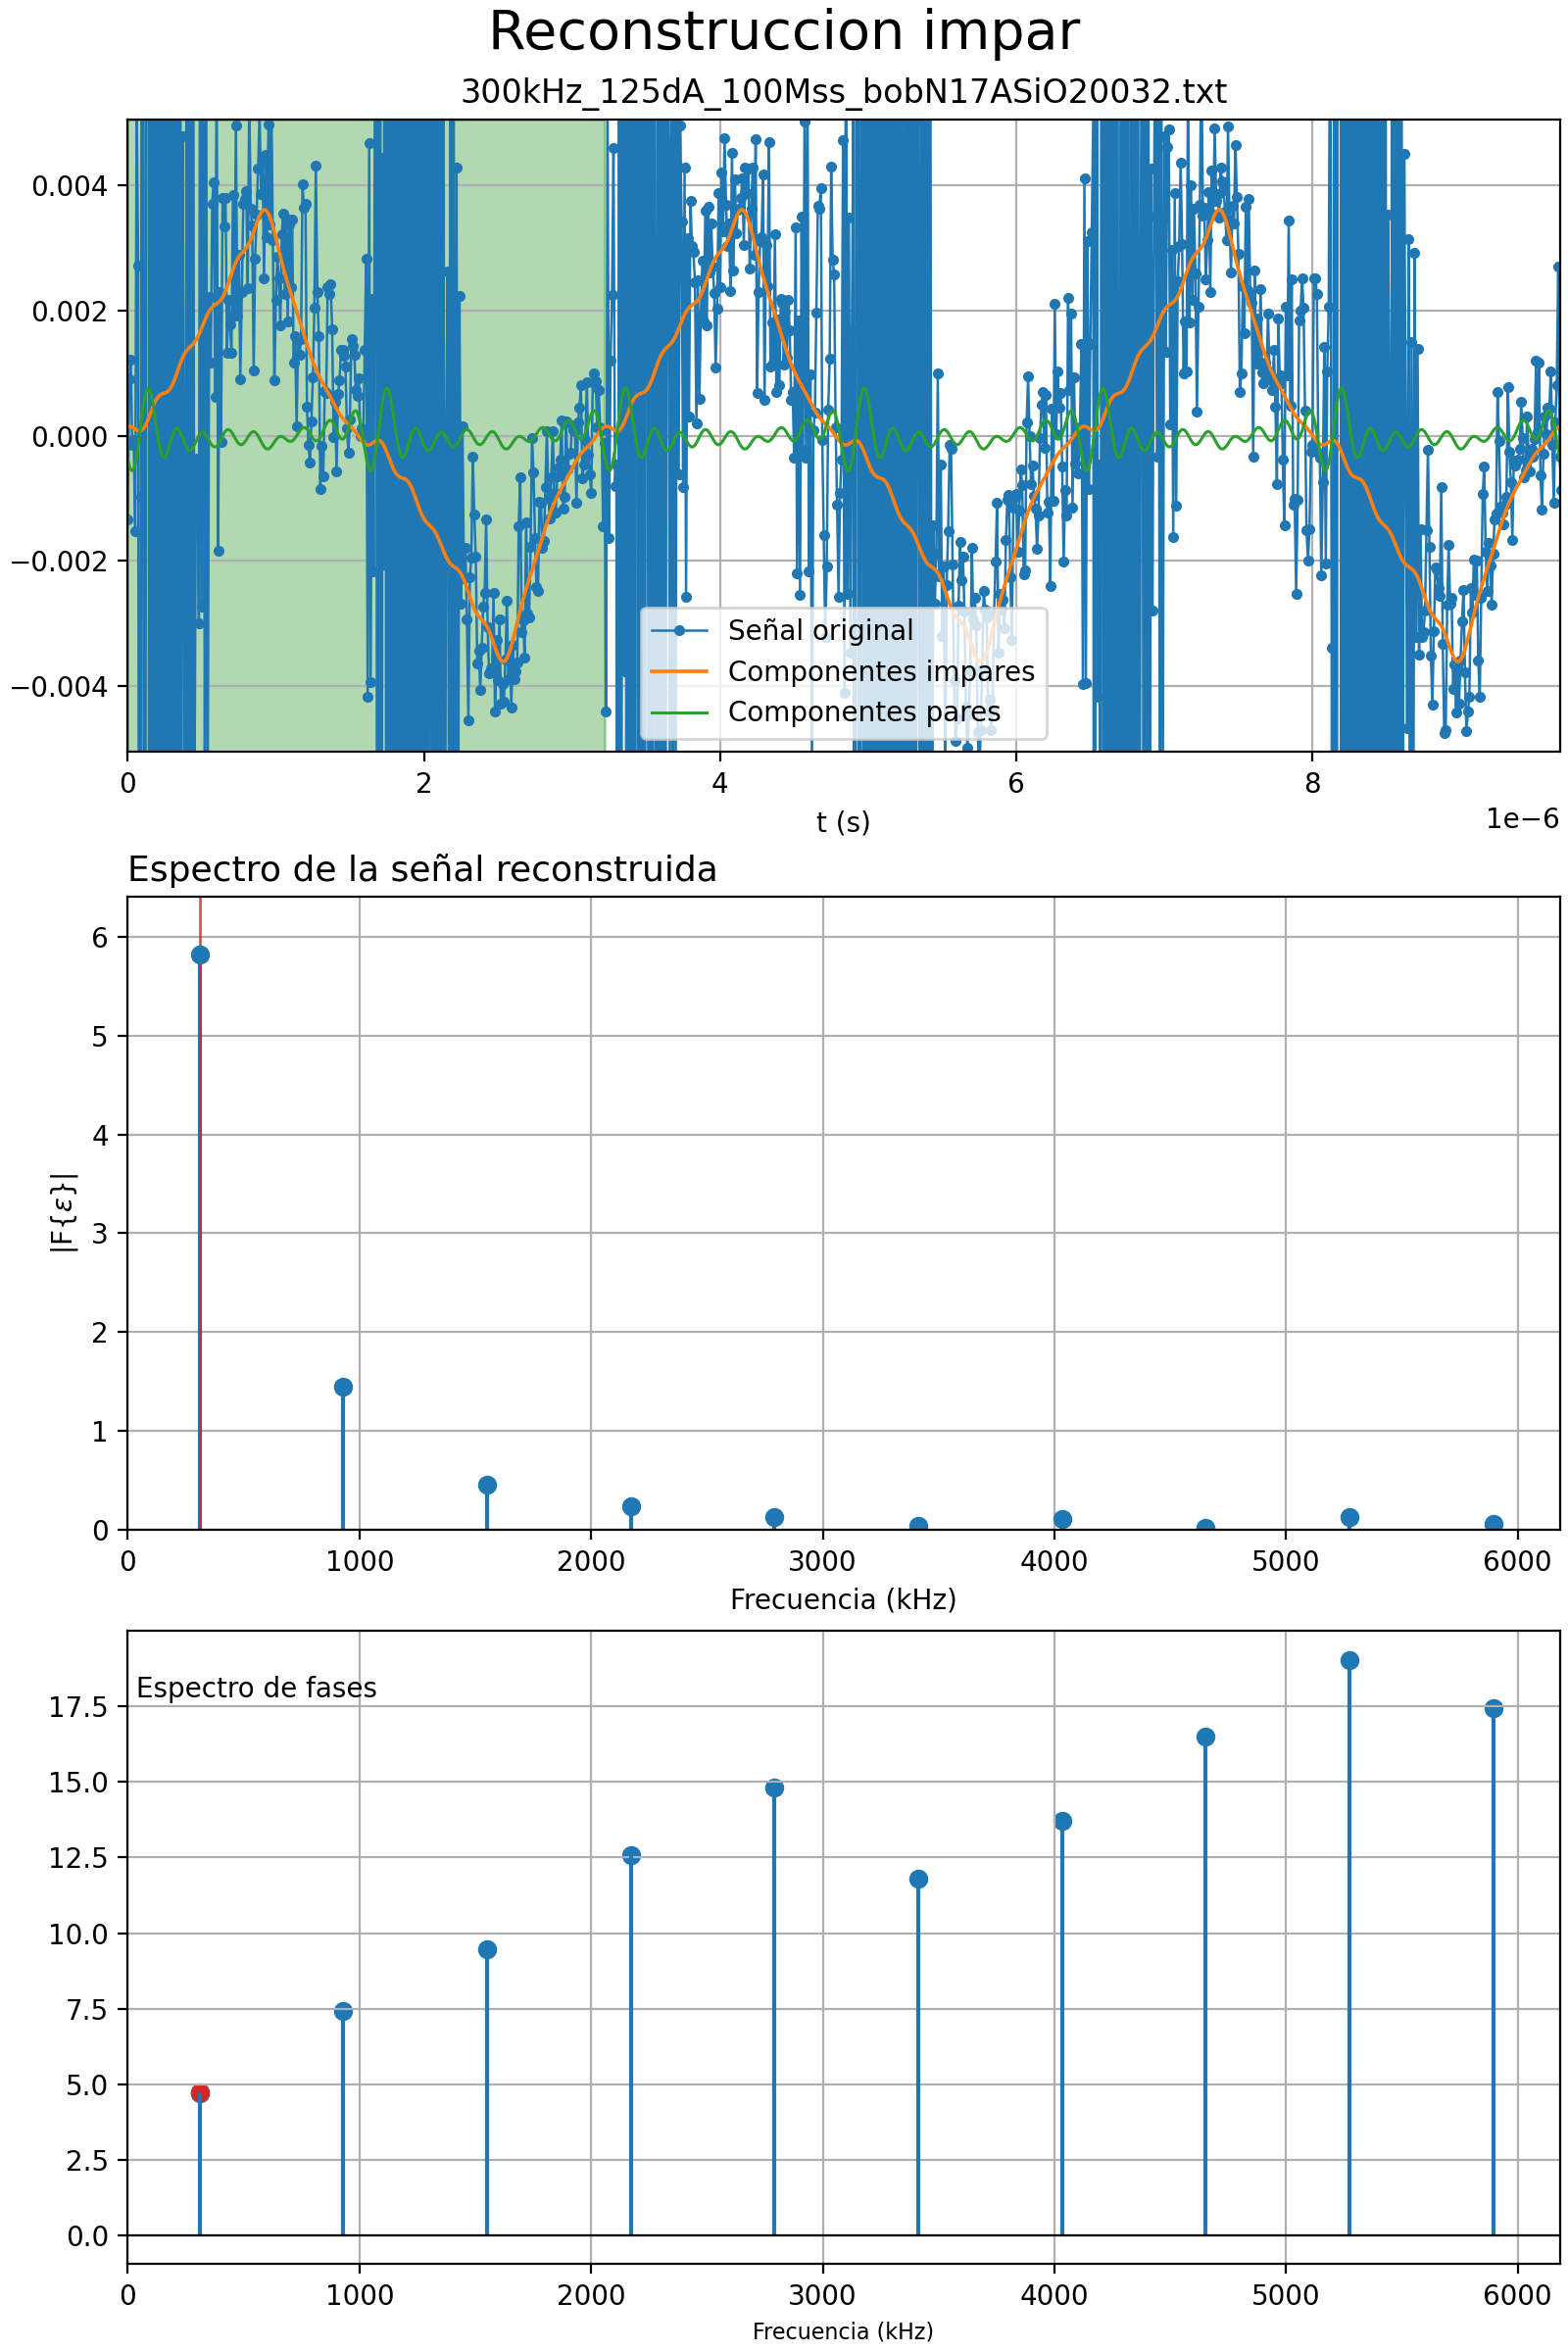 Reconstruccion impar
300kHz_125dA_100Mss_bobN17ASiO20032.txt
0.004
0.002
0.000
−0.002
−0.004
Señal original
Componentes impares
Componentes pares
0 2 4 6 8
1e−6
t (s)
Espectro de la señal reconstruida
6
5
4
3
2
1
0
|F{ε}|
0 1000 2000 3000 4000 5000 6000
Frecuencia (kHz)
Espectro de fases
17.5
15.0
12.5
10.0
7.5
5.0
2.5
0.0
0 1000 2000 3000 4000 5000 6000
Frecuencia (kHz)